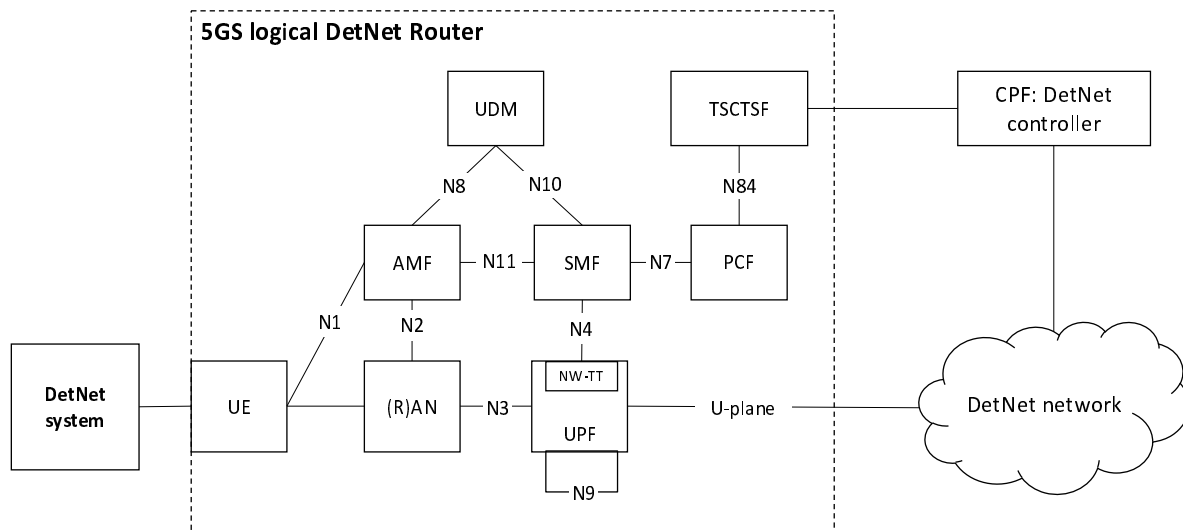 5GS logical DetNet Router
UDM
TSCTSF
CPF: DetNet
controller
N8
N10
N84
AMF
N11
SMF
N7
PCF
N1
N2
N4
DetNet
system
UE
(R)AN
N3
NW-TT
UPF
U-plane
DetNet network
N9